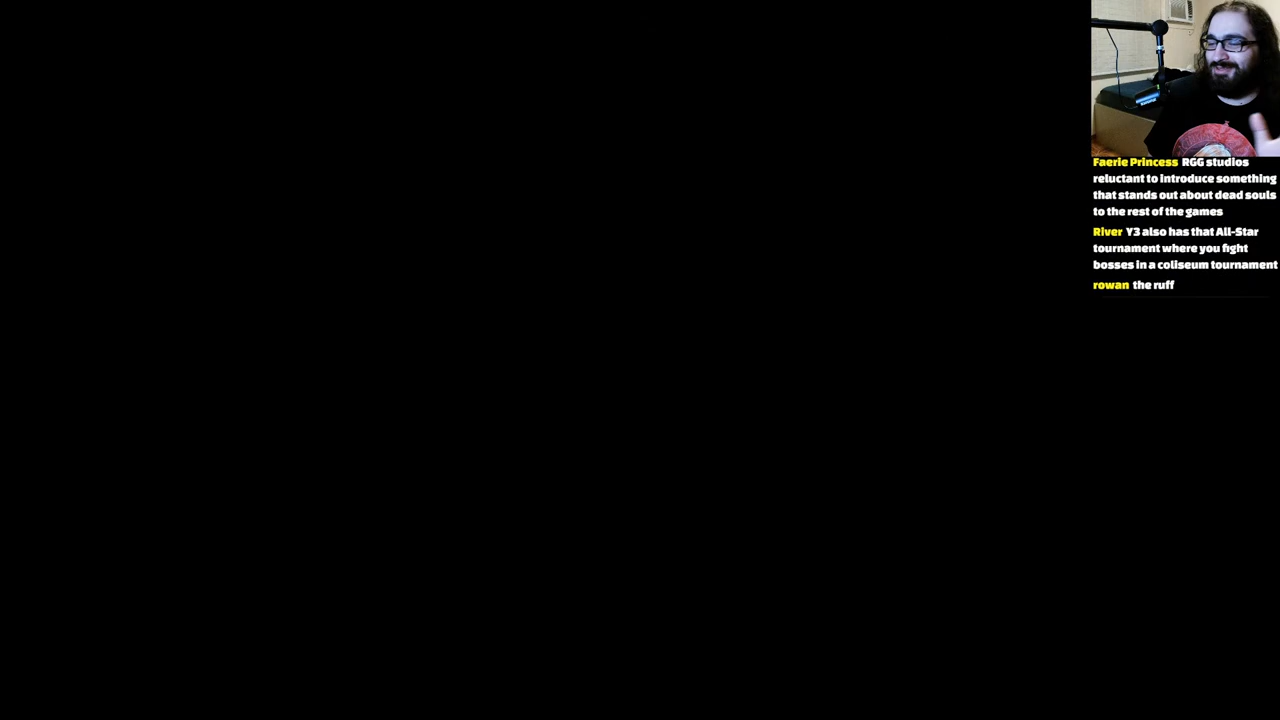 Faerie Princess RGG studios
reluctant to introduce something
that stands out about dead souls
to the rest of the games
River Y3 also has that All-Star
tournament where you fight
bosses in a coliseum tournament
rowan the ruff